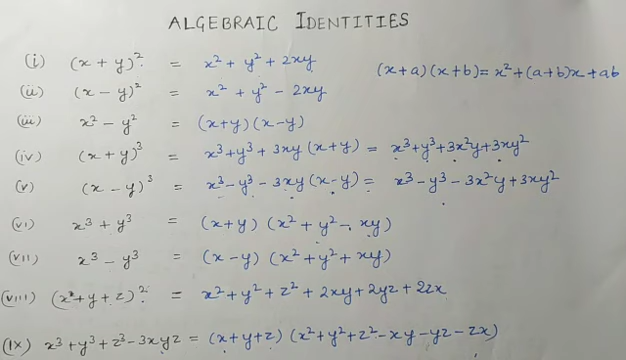 ALGEBRAIC IDENTITIES
(i) (x + y)² = x² + y² + 2xy
(x+a)(x+b) = x² + (a+b)x + ab
(ii) (x − y)² = x² + y² − 2xy
(iii) x² − y² = (x+y)(x−y)
(iv) (x + y)³ = x³+y³ + 3xy(x+y) = x³+y³+3x²y+3xy²
(v) (x − y)³ = x³−y³−3xy(x−y) = x³−y³−3x²y+3xy²
(vi) x³ + y³ = (x+y) (x² + y² − xy)
(vii) x³ − y³ = (x−y) (x² + y² + xy)
(viii) (x+y+z)² = x² + y² + z² + 2xy + 2yz + 2zx
(ix) x³+y³+z³−3xyz = (x+y+z) (x²+y²+z²−xy−yz−zx)